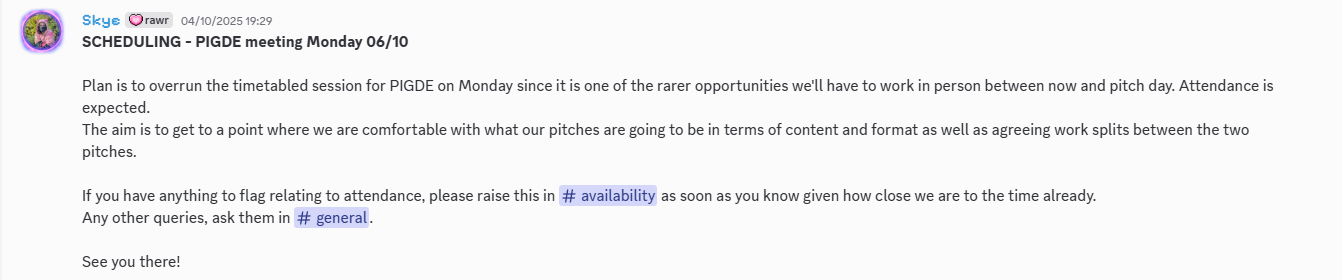 Skye rawr 04/10/2025 19:29
SCHEDULING - PIGDE meeting Monday 06/10
Plan is to overrun the timetabled session for PIGDE on Monday since it is one of the rarer opportunities we'll have to work in person between now and pitch day. Attendance is
expected.
The aim is to get to a point where we are comfortable with what our pitches are going to be in terms of content and format as well as agreeing work splits between the two
pitches.
If you have anything to flag relating to attendance, please raise this in # availability as soon as you know given how close we are to the time already.
Any other queries, ask them in # general.
See you there!